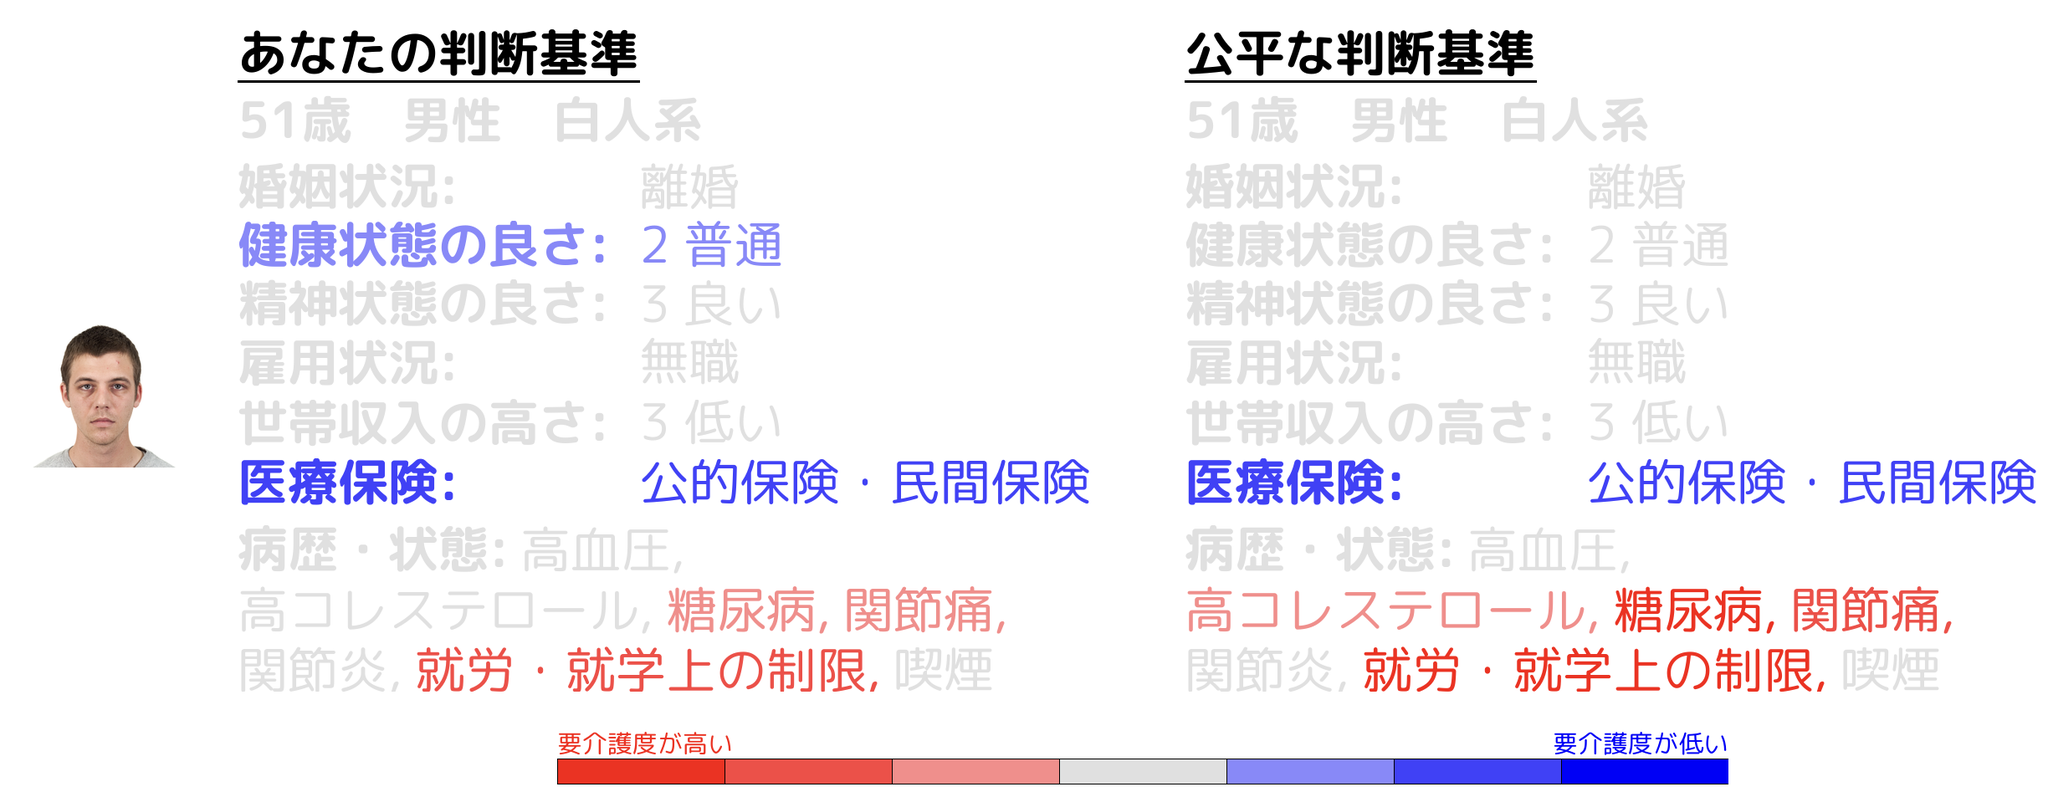 あなたの判断基準
51歳 男性 白人系
婚姻状況: 離婚
健康状態の良さ: 2 普通
精神状態の良さ: 3 良い
雇用状況: 無職
世帯収入の高さ: 3 低い
医療保険: 公的保険・民間保険
病歴・状態: 高血圧,
高コレステロール, 糖尿病, 関節痛,
関節炎, 就労・就学上の制限, 喫煙
公平な判断基準
51歳 男性 白人系
婚姻状況: 離婚
健康状態の良さ: 2 普通
精神状態の良さ: 3 良い
雇用状況: 無職
世帯収入の高さ: 3 低い
医療保険: 公的保険・民間保険
病歴・状態: 高血圧,
高コレステロール, 糖尿病, 関節痛,
関節炎, 就労・就学上の制限, 喫煙
要介護度が高い
要介護度が低い